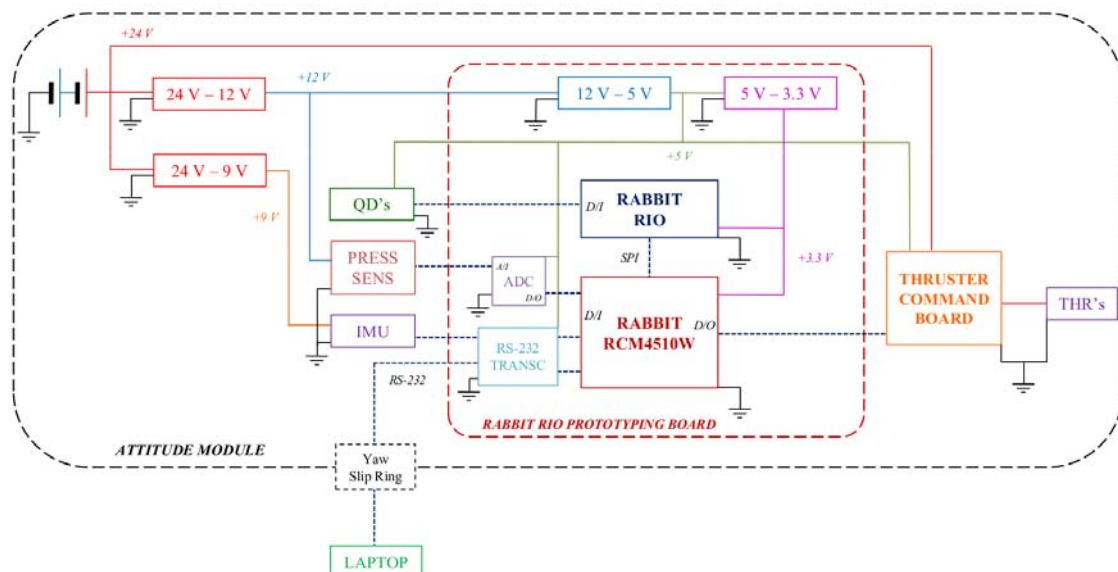 +24 V
+12 V
24 V – 12 V
12 V – 5 V
5 V – 3.3 V
24 V – 9 V
+5 V
+9 V
QD's
D/I
RABBIT
RIO
PRESS
SENS
A/I
ADC
D/O
SPI
+3.3 V
THRUSTER
COMMAND
BOARD
THR's
IMU
RS-232
TRANSC
D/I
RABBIT
RCM4510W
D/O
RS-232
RABBIT RIO PROTOTYPING BOARD
ATTITUDE MODULE
Yaw
Slip Ring
LAPTOP